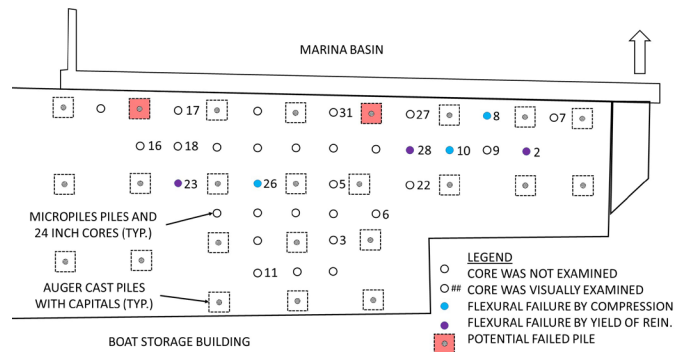 MARINA BASIN
17
31
27
8
7
16
18
28
10
9
2
23
26
5
22
MICROPILES PILES AND
24 INCH CORES (TYP.)
6
3
11
AUGER CAST PILES
WITH CAPITALS (TYP.)
LEGEND
CORE WAS NOT EXAMINED
## CORE WAS VISUALLY EXAMINED
FLEXURAL FAILURE BY COMPRESSION
FLEXURAL FAILURE BY YIELD OF REIN.
POTENTIAL FAILED PILE
BOAT STORAGE BUILDING